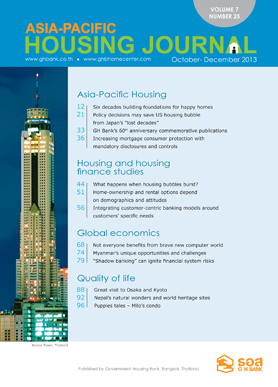 VOLUME 7
NUMBER 25
ASIA-PACIFIC
HOUSING JOURNAL
www.ghbank.co.th • www.ghbhomecenter.com October- December 2013
Asia-Pacific Housing
12 Six decades building foundations for happy homes
21 Policy decisions may save US housing bubble
from Japan's "lost decades"
33 GH Bank's 60th anniversary commemorative publications
36 Increasing mortgage consumer protection with
mandatory disclosures and controls
Housing and housing
finance studies
44 What happens when housing bubbles burst?
51 Home-ownership and rental options depend
on demographics and attitudes
56 Integrating customer-centric banking models around
customers' specific needs
Global economics
68 Not everyone benefits from brave new computer world
74 Myanmar's unique opportunities and challenges
79 "Shadow banking" can ignite financial system risks
Quality of life
88 Great visit to Osaka and Kyoto
92 Nepal's natural wonders and world heritage sites
96 Puppies tales – Milo's condo
Baiyoke Tower, Thailand
Published by Government Housing Bank, Bangkok, Thailand
ธอส
G H BANK